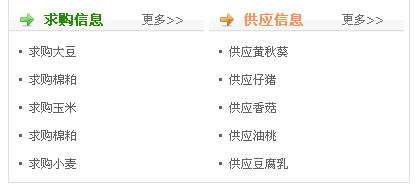 求购信息 更多>>
求购大豆
求购棉粕
求购玉米
求购棉粕
求购小麦
供应信息 更多>>
供应黄秋葵
供应仔猪
供应香菇
供应油桃
供应豆腐乳